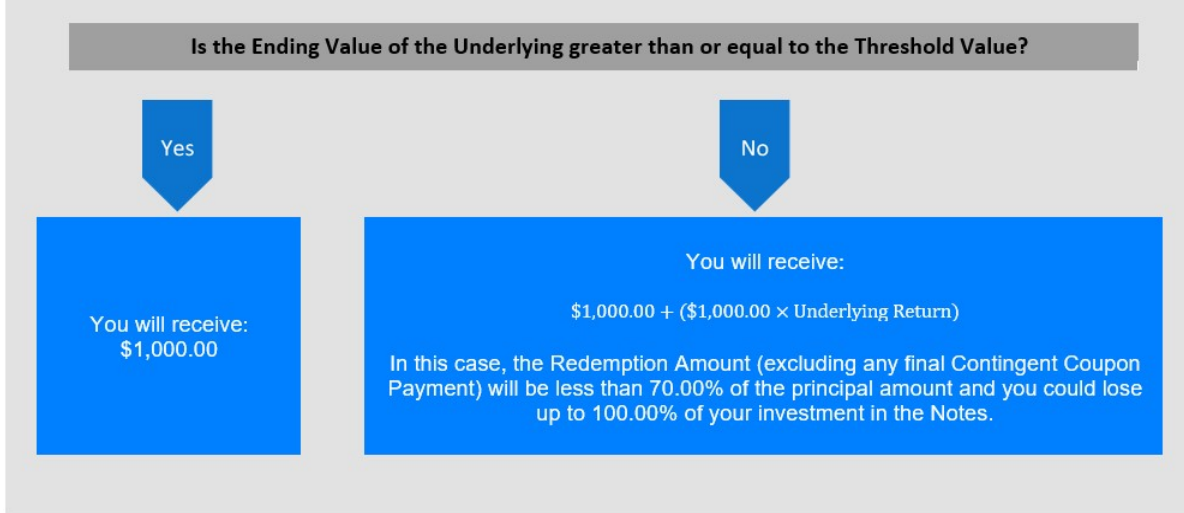 Is the Ending Value of the Underlying greater than or equal to the Threshold Value?
Yes
No
You will receive:
$1,000.00
You will receive:
$1,000.00 + ($1,000.00 × Underlying Return)
In this case, the Redemption Amount (excluding any final Contingent Coupon
Payment) will be less than 70.00% of the principal amount and you could lose
up to 100.00% of your investment in the Notes.